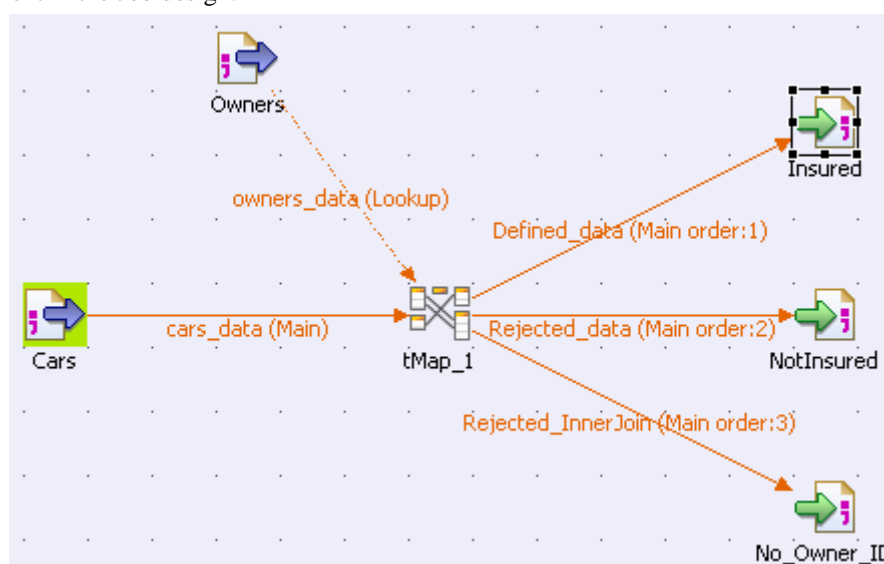 Owners
Insured
owners_data (Lookup)
Defined_data (Main order:1)
cars_data (Main)
Rejected_data (Main order:2)
Cars
tMap_1
NotInsured
Rejected_InnerJoin (Main order:3)
No_Owner_ID